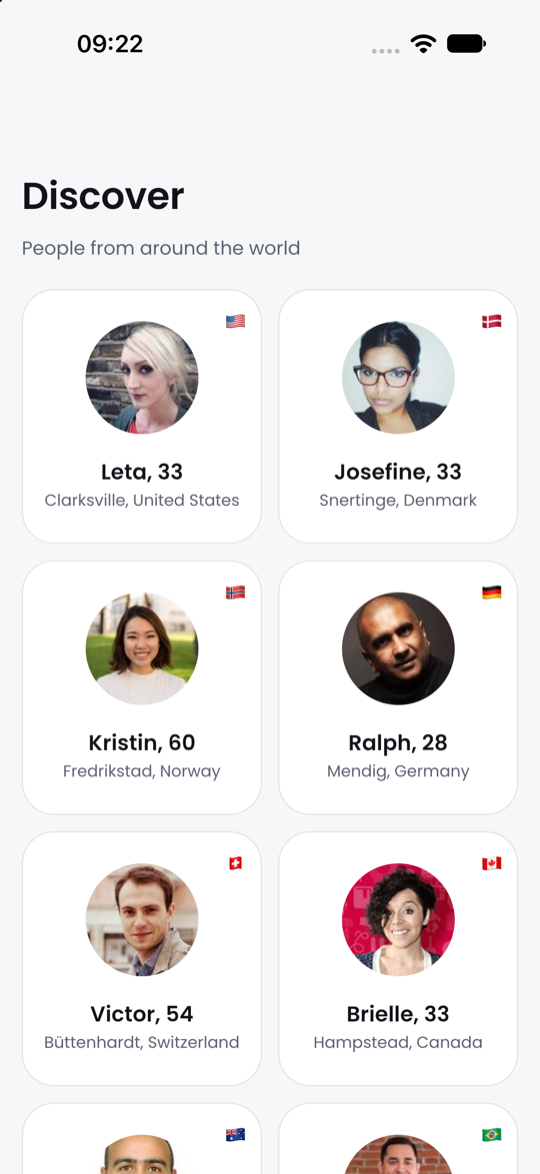 09:22
Discover
People from around the world
Leta, 33
Clarksville, United States
Josefine, 33
Snertinge, Denmark
Kristin, 60
Fredrikstad, Norway
Ralph, 28
Mendig, Germany
Victor, 54
Büttenhardt, Switzerland
Brielle, 33
Hampstead, Canada